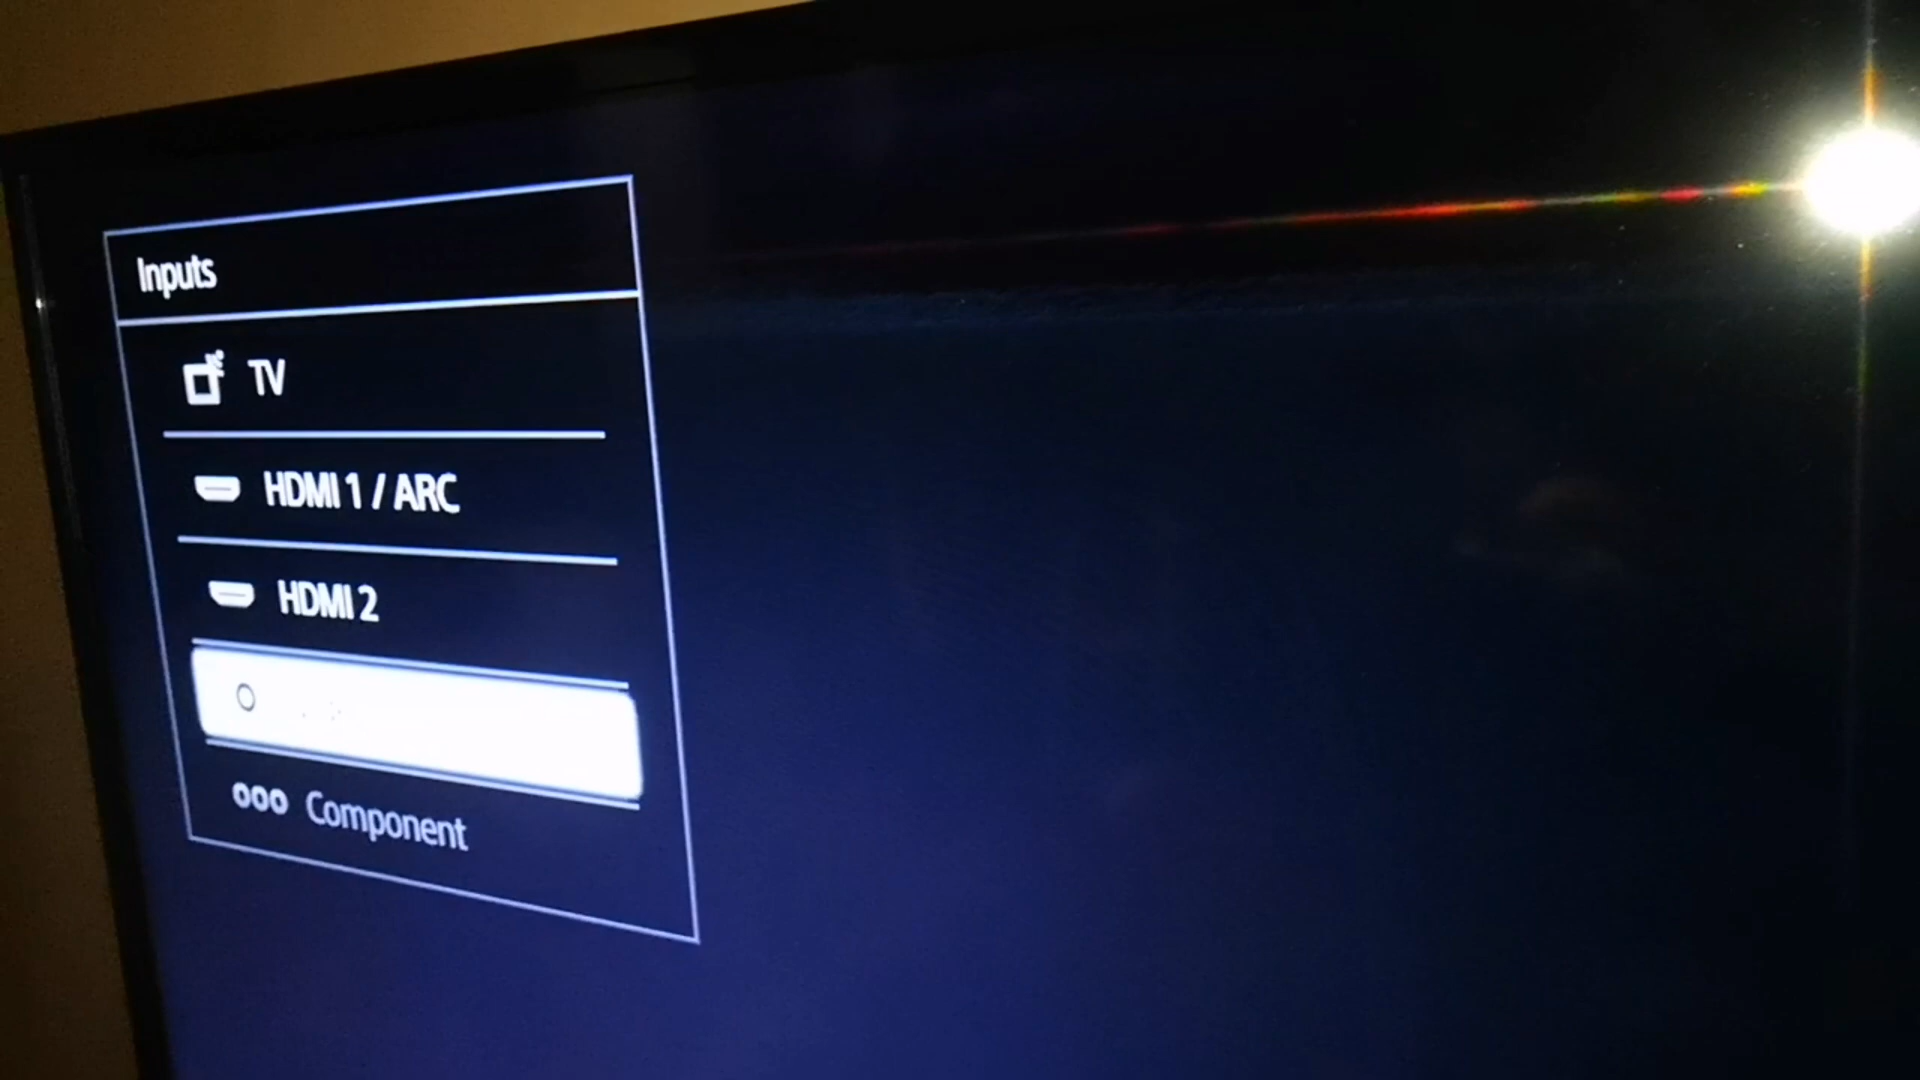 Inputs
TV
HDMI 1 / ARC
HDMI 2
Component